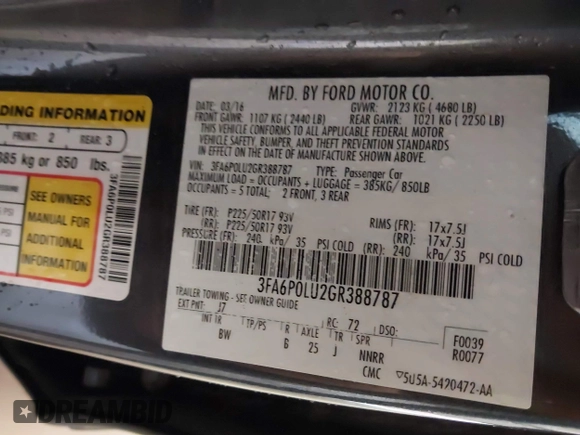 DING INFORMATION
FRONT: 2 REAR: 3
385 kg or 850 lbs.
SEE OWNERS
MANUAL FOR
ADDITIONAL
INFORMATION
3FA6P0LU2GR388787
MFD. BY FORD MOTOR CO.
DATE: 03/16 GVWR: 2123 KG ( 4680 LB)
FRONT GAWR: 1107 KG ( 2440 LB) REAR GAWR: 1021 KG ( 2250 LB)
THIS VEHICLE CONFORMS TO ALL APPLICABLE FEDERAL MOTOR
VEHICLE SAFETY, BUMPER, AND THEFT PREVENTION STANDARDS
IN EFFECT ON THE DATE OF MANUFACTURE SHOWN ABOVE.
VIN: 3FA6P0LU2GR388787 TYPE: Passenger Car
MAXIMUM LOAD = OCCUPANTS + LUGGAGE = 385KG/850LB
OCCUPANTS = 5 TOTAL: 2 FRONT, 3 REAR
TIRE (FR): P225/50R17 93V RIMS (FR): 17x7.5J
(RR): P225/50R17 93V (RR): 17x7.5J
PRESSURE (FR): 240 kPa/ 35 PSI COLD (RR): 240 kPa/ 35 PSI COLD
3FA6P0LU2GR388787
TRAILER TOWING - SEE OWNER GUIDE
EXT PNT: J7 RC: 72 DSO: F0039
INT TR TP/PS R AXLE TR SPR R0077
BW B 25 J NNRR
CMC 5U5A-5420472-AA
DREAMBID